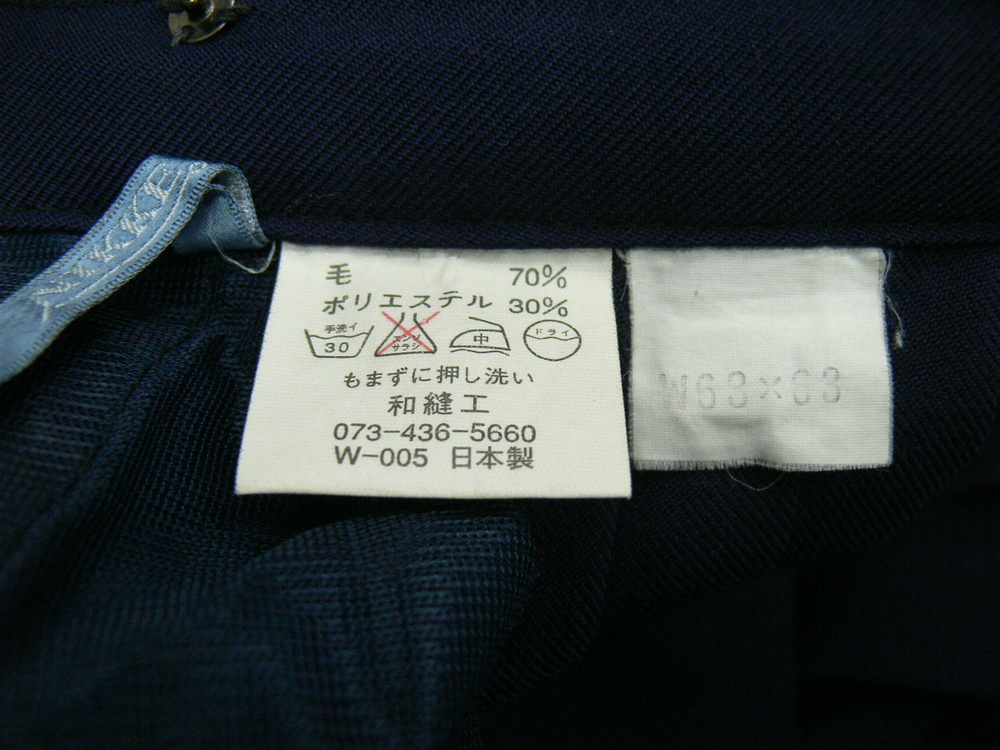 NIKKE
毛 70%
ポリエステル 30%
手洗イ
30
エンソ
サラシ
中
ドライ
もまずに押し洗い
和縫工
073-436-5660
W-005 日本製
W63×63